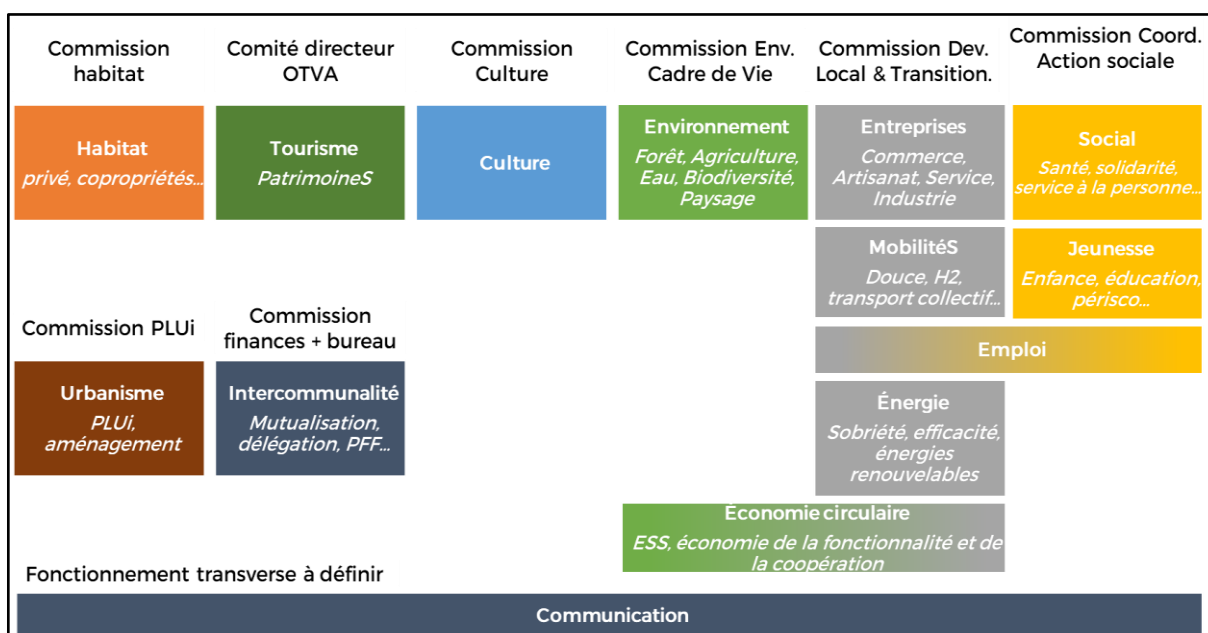 Commission
habitat
Comité directeur
OTVA
Commission
Culture
Commission Env.
Cadre de Vie
Commission Dev.
Local & Transition.
Commission Coord.
Action sociale
Habitat
privé, copropriétés...
Tourisme
PatrimoineS
Culture
Environnement
Forêt, Agriculture,
Eau, Biodiversité,
Paysage
Entreprises
Commerce,
Artisanat, Service,
Industrie
Social
Santé, solidarité,
service à la personne...
MobilitéS
Douce, H2,
transport collectif...
Jeunesse
Enfance, éducation,
périsco...
Commission PLUi
Commission
finances + bureau
Emploi
Urbanisme
PLUi,
aménagement
Intercommunalité
Mutualisation,
délégation, PFF...
Énergie
Sobriété, efficacité,
énergies
renouvelables
Économie circulaire
ESS, économie de la fonctionnalité et de
la coopération
Fonctionnement transverse à définir
Communication